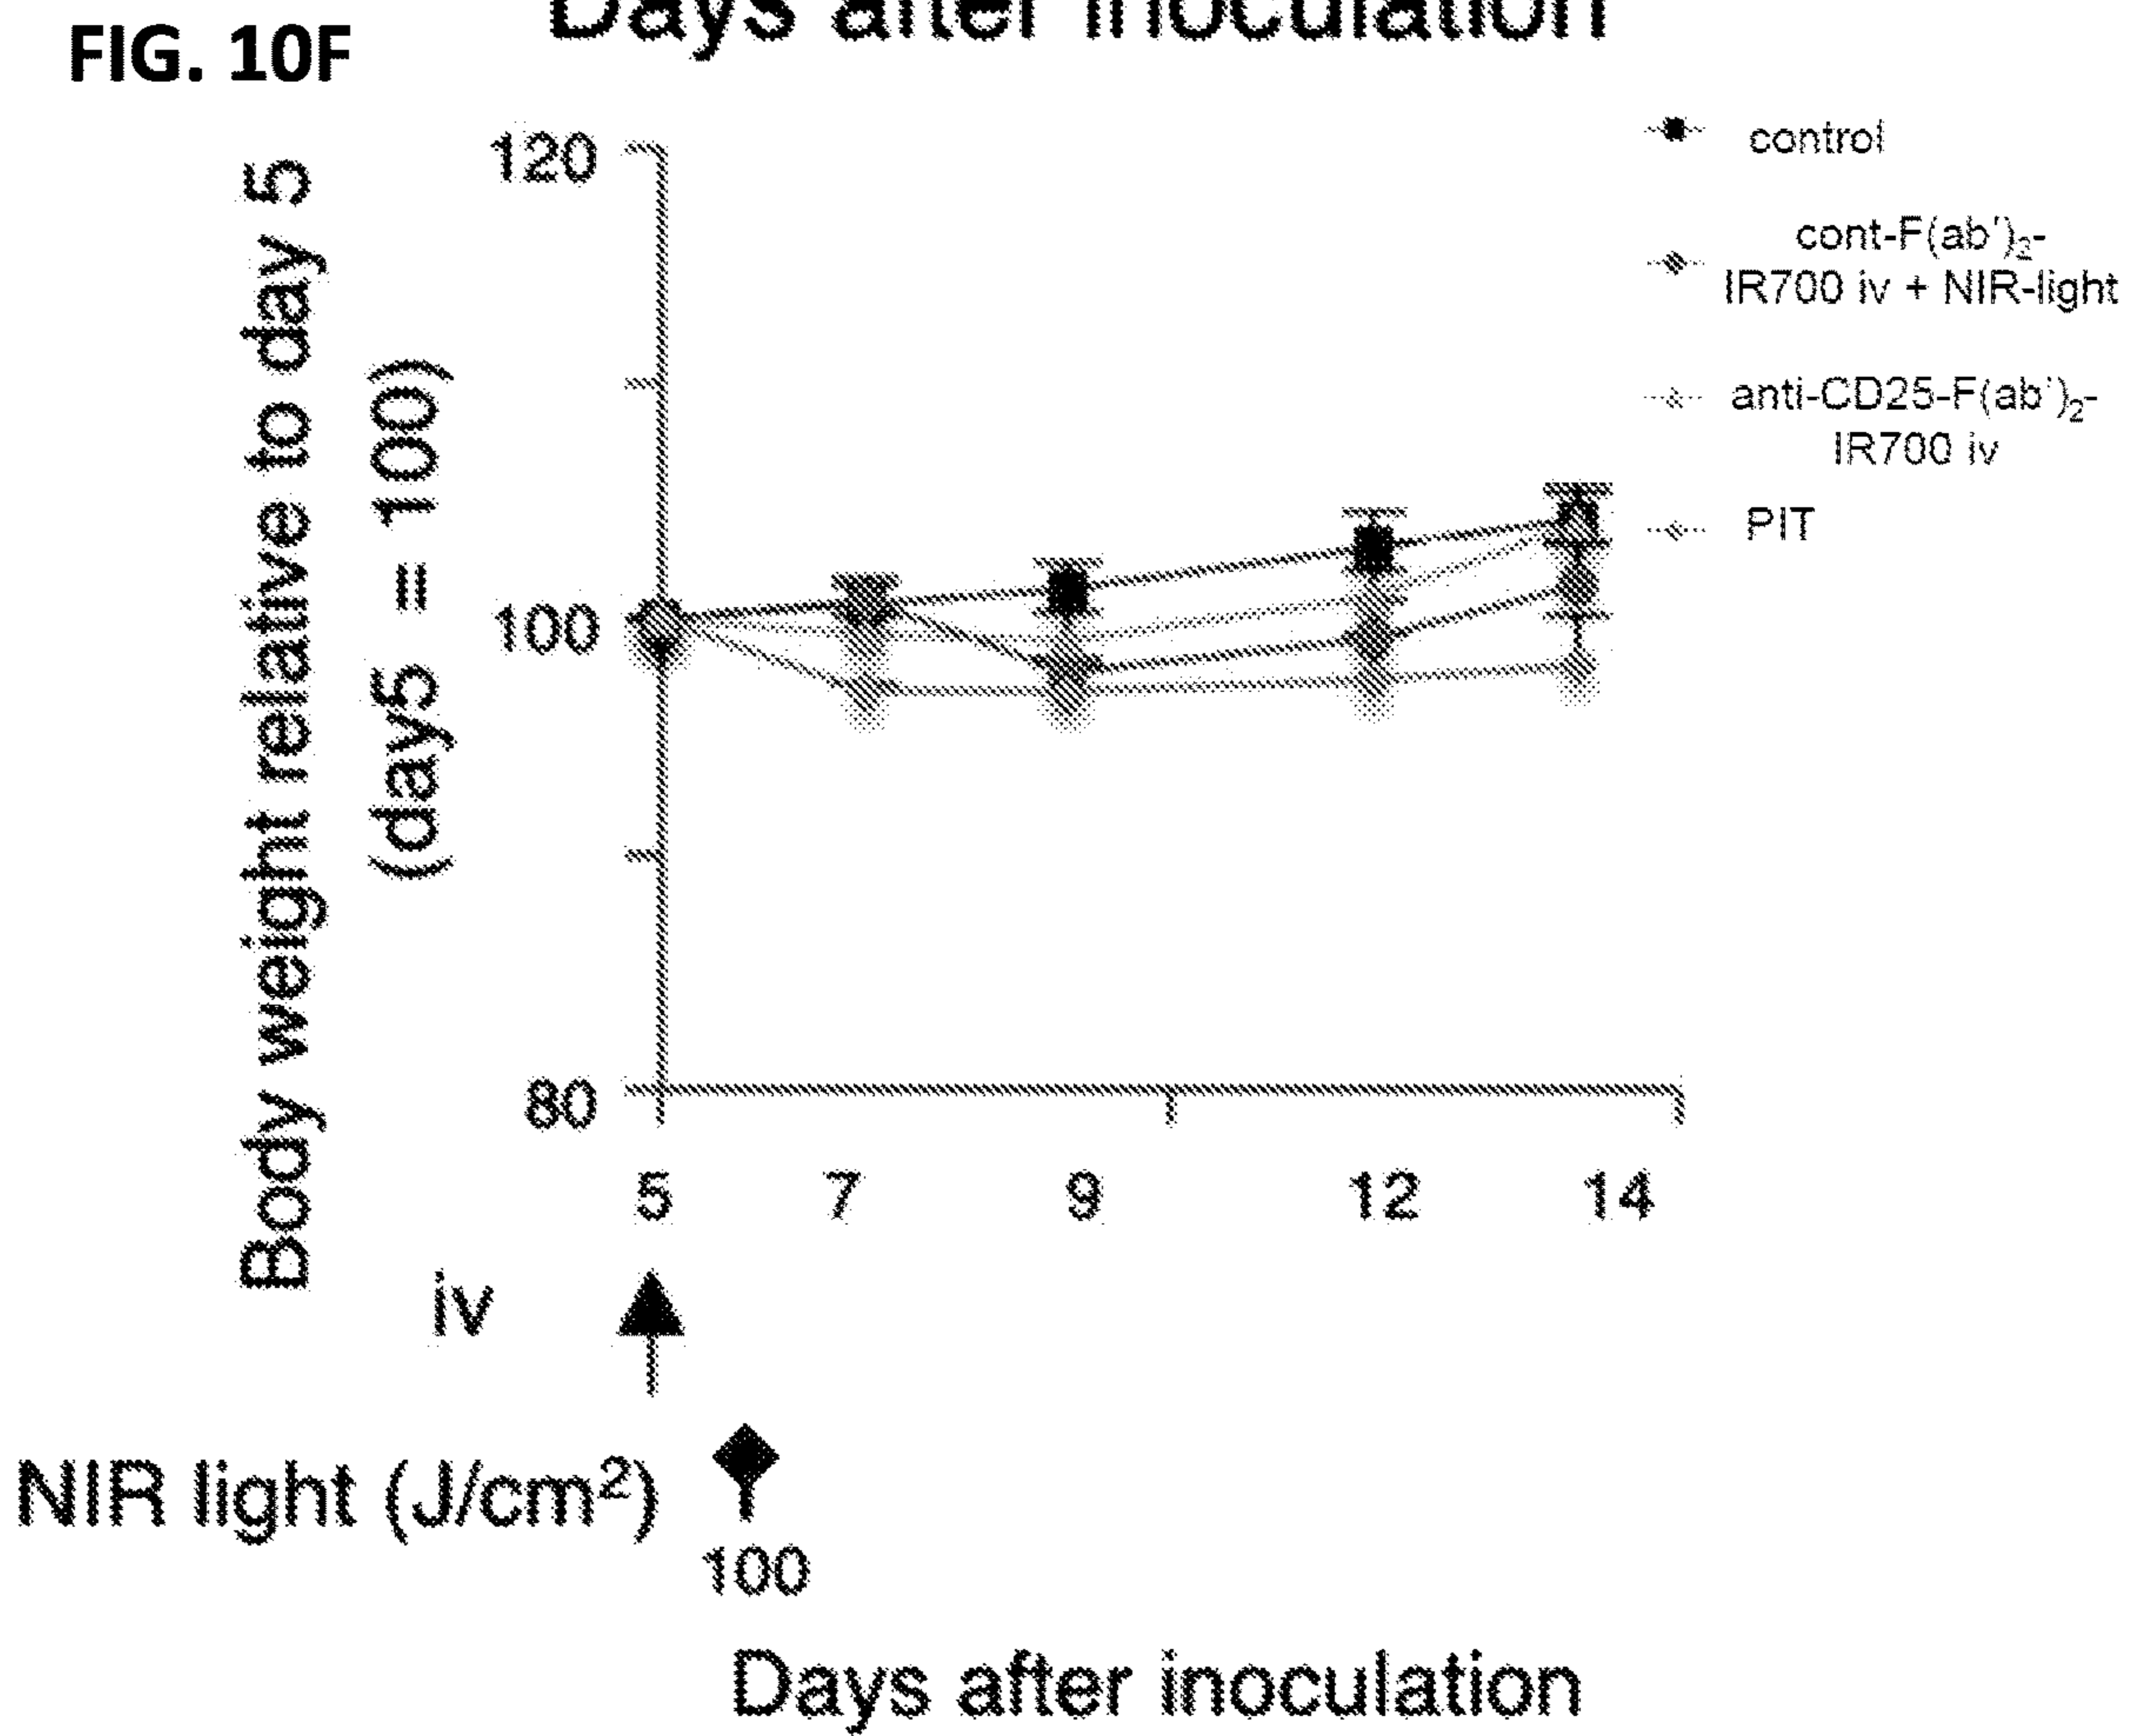 Days after inoculation
FIG. 10F
Body weight relative to day 5
(day5 = 100)
120
100
80
control
cont-F(ab')₂-
IR700 iv + NIR-light
anti-CD25-F(ab')₂-
IR700 iv
PIT
5 7 9 12 14
iv
NIR light (J/cm²)
100
Days after inoculation